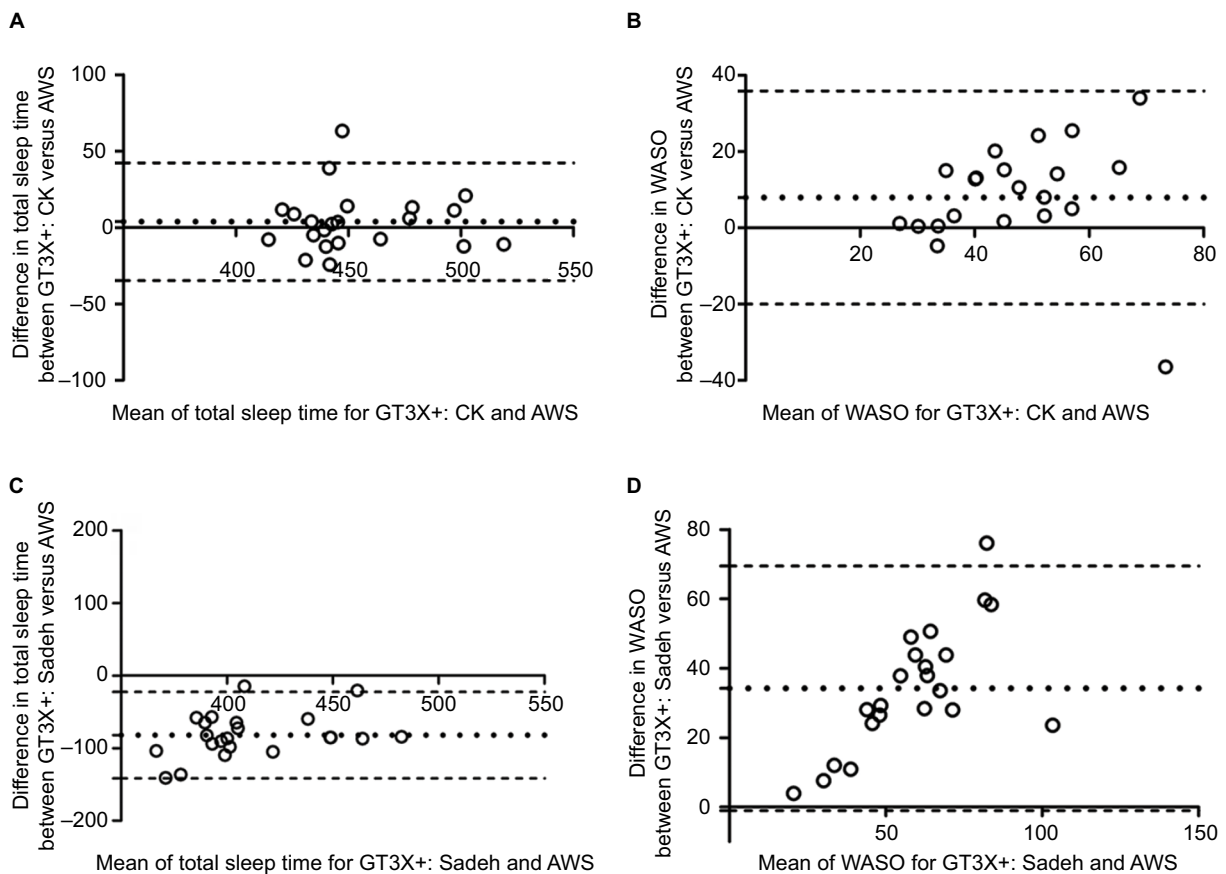 A
Difference in total sleep time
between GT3X+: CK versus AWS
100
50
0
–50
–100
400
450
500
550
Mean of total sleep time for GT3X+: CK and AWS
B
Difference in WASO
between GT3X+: CK versus AWS
40
20
0
–20
–40
20
40
60
80
Mean of WASO for GT3X+: CK and AWS
C
Difference in total sleep time
between GT3X+: Sadeh versus AWS
200
100
0
–100
–200
400
450
500
550
Mean of total sleep time for GT3X+: Sadeh and AWS
D
Difference in WASO
between GT3X+: Sadeh versus AWS
80
60
40
20
0
50
100
150
Mean of WASO for GT3X+: Sadeh and AWS